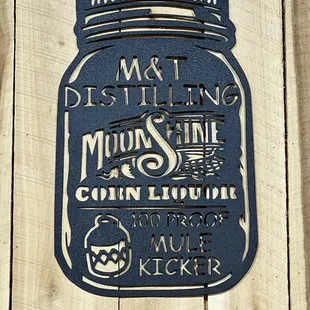 M&T
DISTILLING
MOONSHINE
CORN LIQUOR
100 PROOF
MULE
KICKER